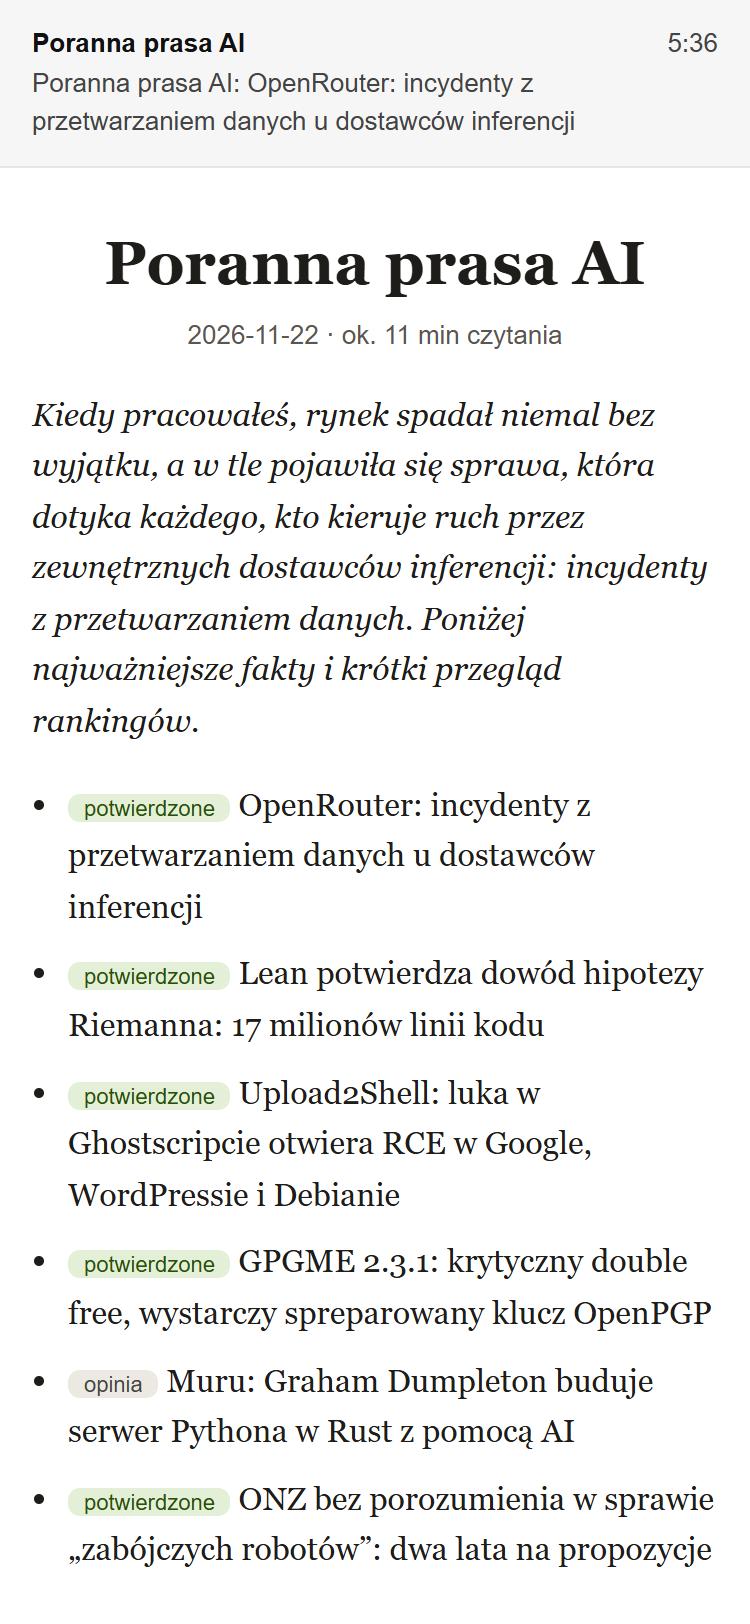 Poranna prasa AI
5:36
Poranna prasa AI: OpenRouter: incydenty z
przetwarzaniem danych u dostawców inferencji
Poranna prasa AI
2026-11-22 · ok. 11 min czytania
Kiedy pracowałeś, rynek spadał niemal bez
wyjątku, a w tle pojawiła się sprawa, która
dotyka każdego, kto kieruje ruch przez
zewnętrznych dostawców inferencji: incydenty
z przetwarzaniem danych. Poniżej
najważniejsze fakty i krótki przegląd
rankingów.
• potwierdzone OpenRouter: incydenty z
przetwarzaniem danych u dostawców
inferencji
• potwierdzone Lean potwierdza dowód hipotezy
Riemanna: 17 milionów linii kodu
• potwierdzone Upload2Shell: luka w
Ghostscripcie otwiera RCE w Google,
WordPressie i Debianie
• potwierdzone GPGME 2.3.1: krytyczny double
free, wystarczy spreparowany klucz OpenPGP
• opinia Muru: Graham Dumpleton buduje
serwer Pythona w Rust z pomocą AI
• potwierdzone ONZ bez porozumienia w sprawie
„zabójczych robotów”: dwa lata na propozycje